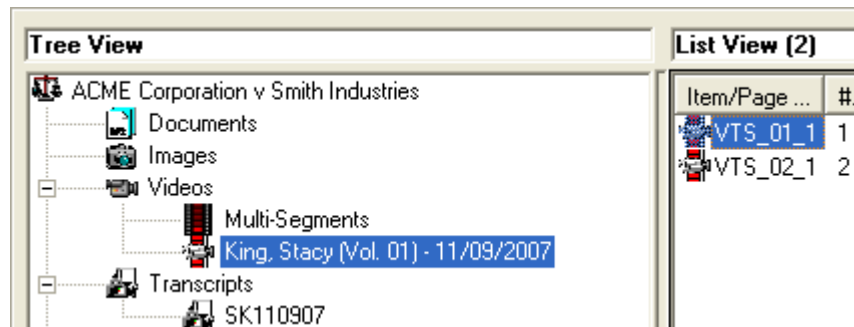 Tree View
ACME Corporation v Smith Industries
Documents
Images
Videos
Multi-Segments
King, Stacy (Vol. 01) - 11/09/2007
Transcripts
SK110907
List View (2)
Item/Page ... #.
VTS_01_1 1
VTS_02_1 2